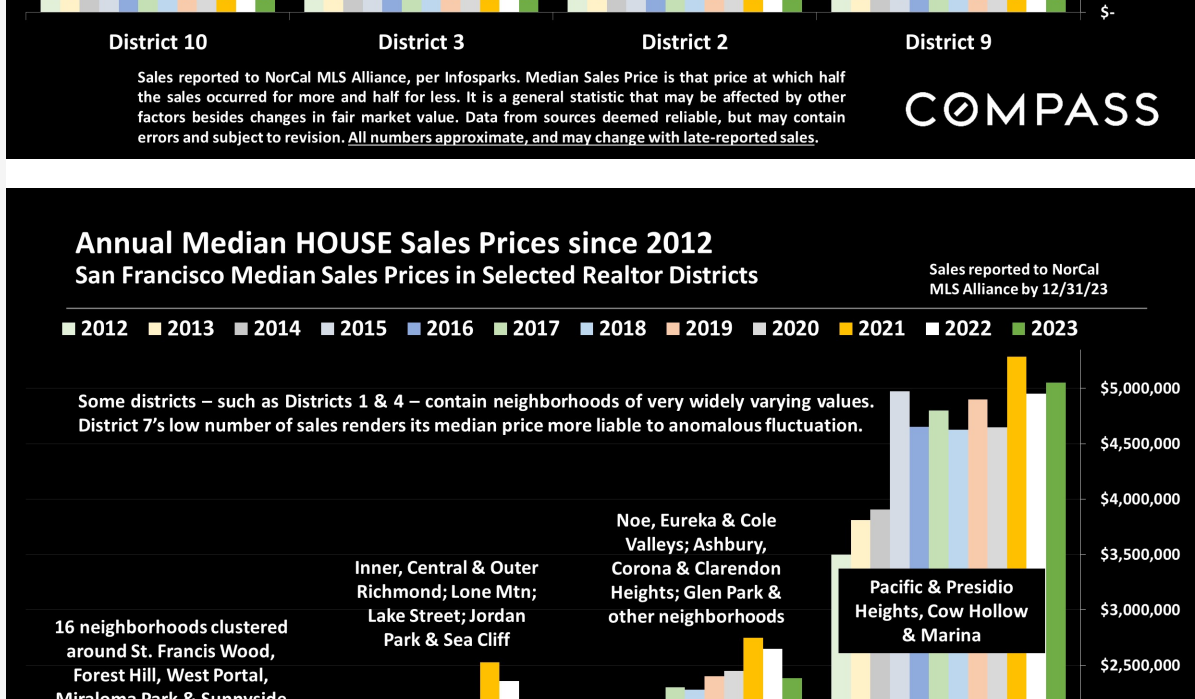 $-
District 10
District 3
District 2
District 9
Sales reported to NorCal MLS Alliance, per Infosparks. Median Sales Price is that price at which half
the sales occurred for more and half for less. It is a general statistic that may be affected by other
factors besides changes in fair market value. Data from sources deemed reliable, but may contain
errors and subject to revision. All numbers approximate, and may change with late-reported sales.
COMPASS
Annual Median HOUSE Sales Prices since 2012
San Francisco Median Sales Prices in Selected Realtor Districts
Sales reported to NorCal
MLS Alliance by 12/31/23
2012 2013 2014 2015 2016 2017 2018 2019 2020 2021 2022 2023
Some districts – such as Districts 1 & 4 – contain neighborhoods of very widely varying values.
District 7’s low number of sales renders its median price more liable to anomalous fluctuation.
$5,000,000
$4,500,000
$4,000,000
$3,500,000
$3,000,000
$2,500,000
16 neighborhoods clustered
around St. Francis Wood,
Forest Hill, West Portal,
Miraloma Park & Sunnyside
Inner, Central & Outer
Richmond; Lone Mtn;
Lake Street; Jordan
Park & Sea Cliff
Noe, Eureka & Cole
Valleys; Ashbury,
Corona & Clarendon
Heights; Glen Park &
other neighborhoods
Pacific & Presidio
Heights, Cow Hollow
& Marina